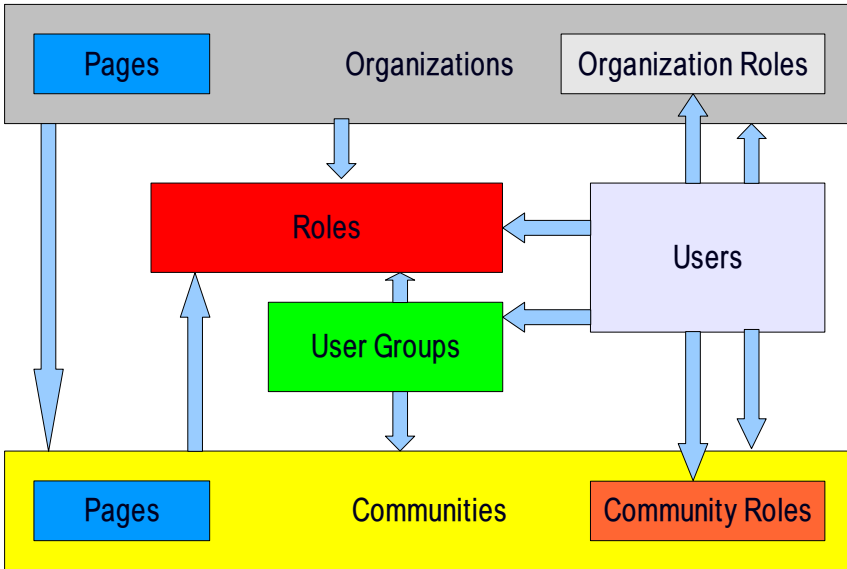 Pages
Organizations
Organization Roles
Roles
Users
User Groups
Pages
Communities
Community Roles